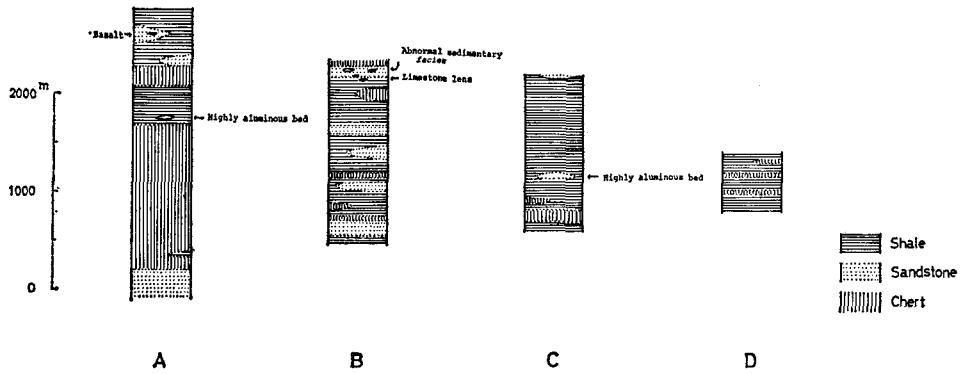 *Basalt→
Abnormal sedimentary
facies
Limestone lens
2000 m
Highly aluminous bed
1000
Highly aluminous bed
0
Shale
Sandstone
Chert
A
B
C
D